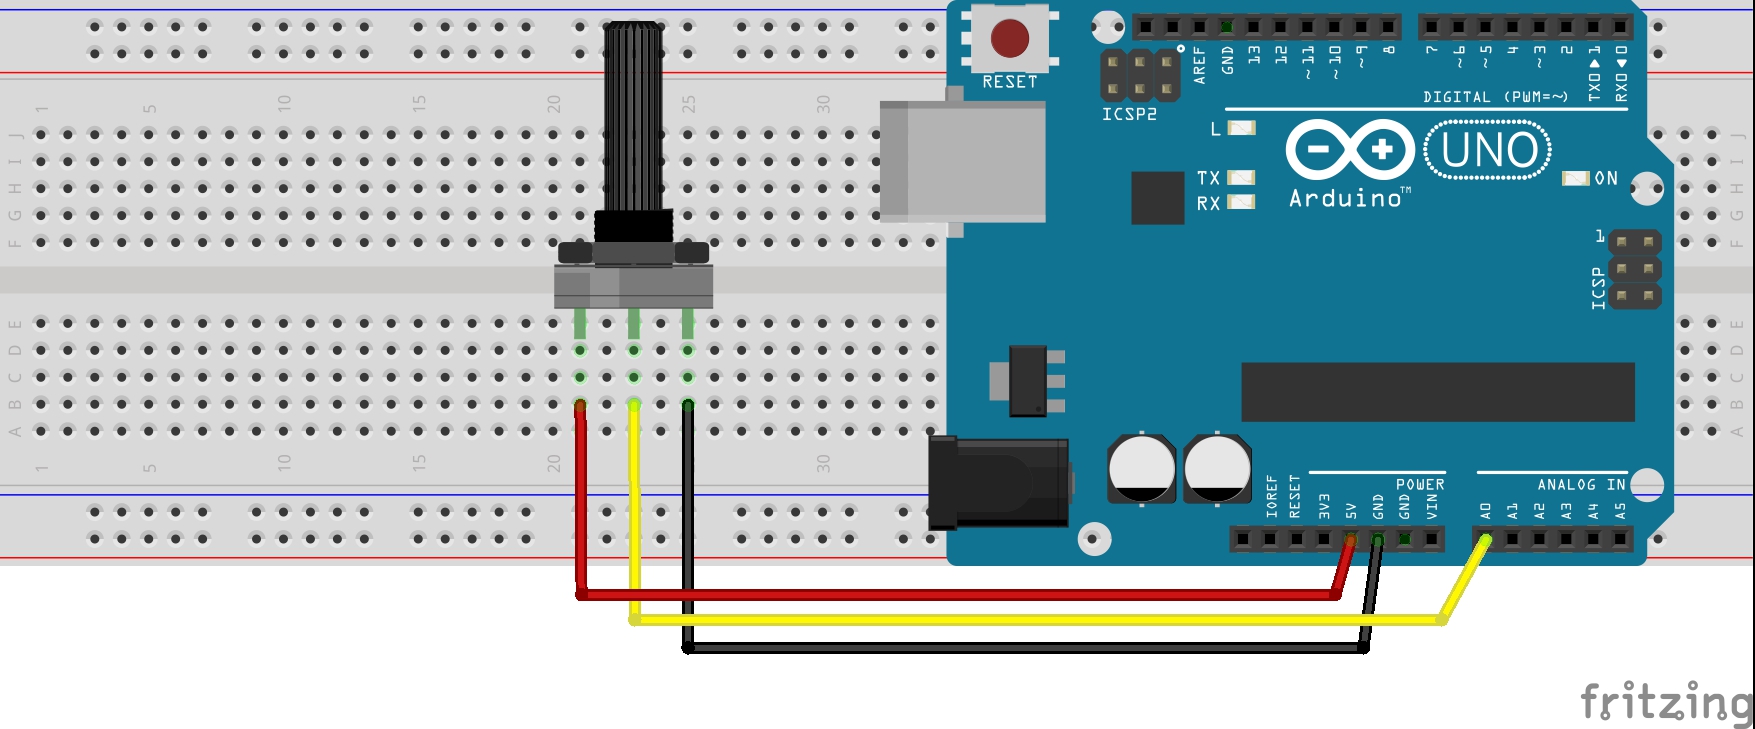 RESET
AREF
GND
13
12
~11
~10
~9
8
7
~6
~5
4
~3
2
TX0 ▶ 1
RX0 ◀ 0
DIGITAL (PWM=~)
ICSP2
1 5 10 15 20 25 30
J
I
H
G
F
J
I
H
G
F
L
TX
RX
UNO
ON
Arduino™
1
ICSP
E
D
C
B
A
E
D
C
B
A
1 5 10 15 20 30
POWER
ANALOG IN
IOREF
RESET
3V3
5V
GND
GND
VIN
A0
A1
A2
A3
A4
A5
fritzing